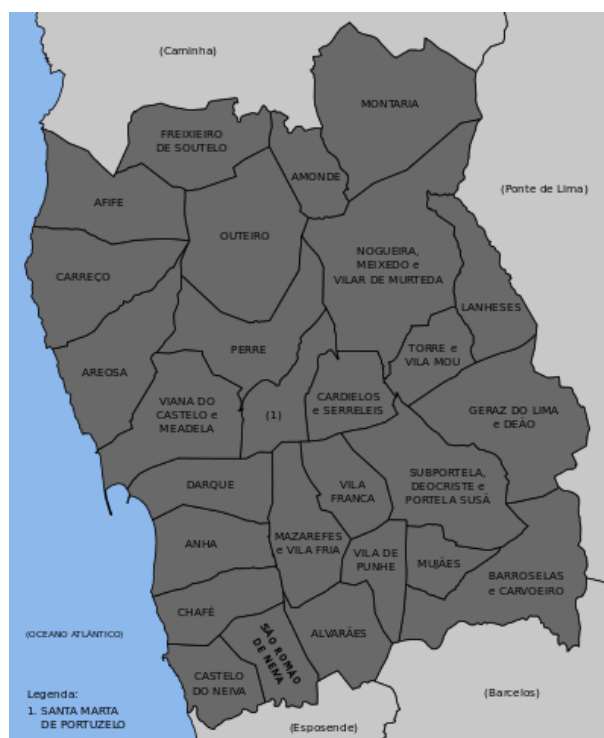 (Caminha)
MONTARIA
FREIXIEIRO
DE SOUTELO
AMONDE
(Ponte de Lima)
AFIFE
OUTEIRO
NOGUEIRA,
MEIXEDO e
VILAR DE MURTEDA
CARREÇO
LANHESES
PERRE
TORRE e
VILA MOU
AREOSA
VIANA DO
CASTELO e
MEADELA
(1)
CARDIELOS
e SERRELEIS
GERAZ DO LIMA
e DEÃO
DARQUE
VILA
FRANCA
SUBPORTELA,
DEOCRISTE e
PORTELA SUSÃ
ANHA
MAZAREFES
e VILA FRIA
VILA DE
PUNHE
MUJÃES
BARROSELAS
e CARVOEIRO
CHAFÉ
SÃO ROMÃO
DE NEIVA
ALVARÃES
(OCEANO ATLÂNTICO)
CASTELO
DO NEIVA
(Barcelos)
Legenda:
1. SANTA MARTA
DE PORTUZELO
(Esposende)